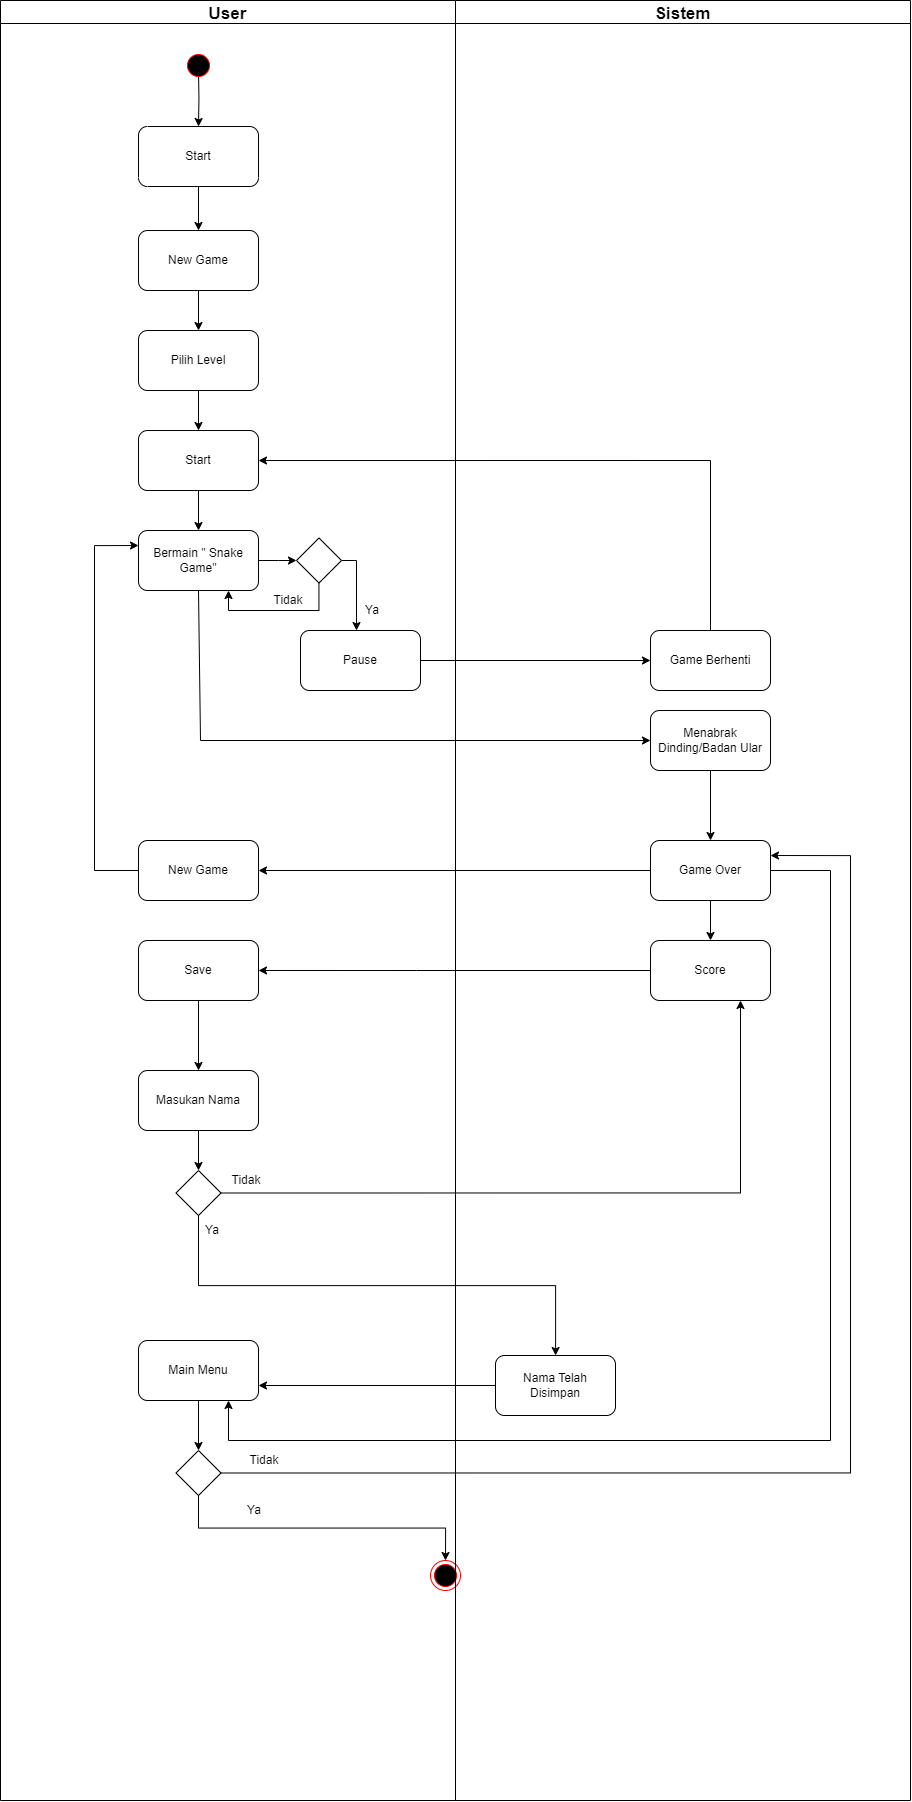 User
Sistem
Start
New Game
Pilih Level
Start
Bermain " Snake
Game"
Tidak
Ya
Pause
Game Berhenti
Menabrak
Dinding/Badan Ular
New Game
Game Over
Save
Score
Masukan Nama
Tidak
Ya
Main Menu
Nama Telah
Disimpan
Tidak
Ya